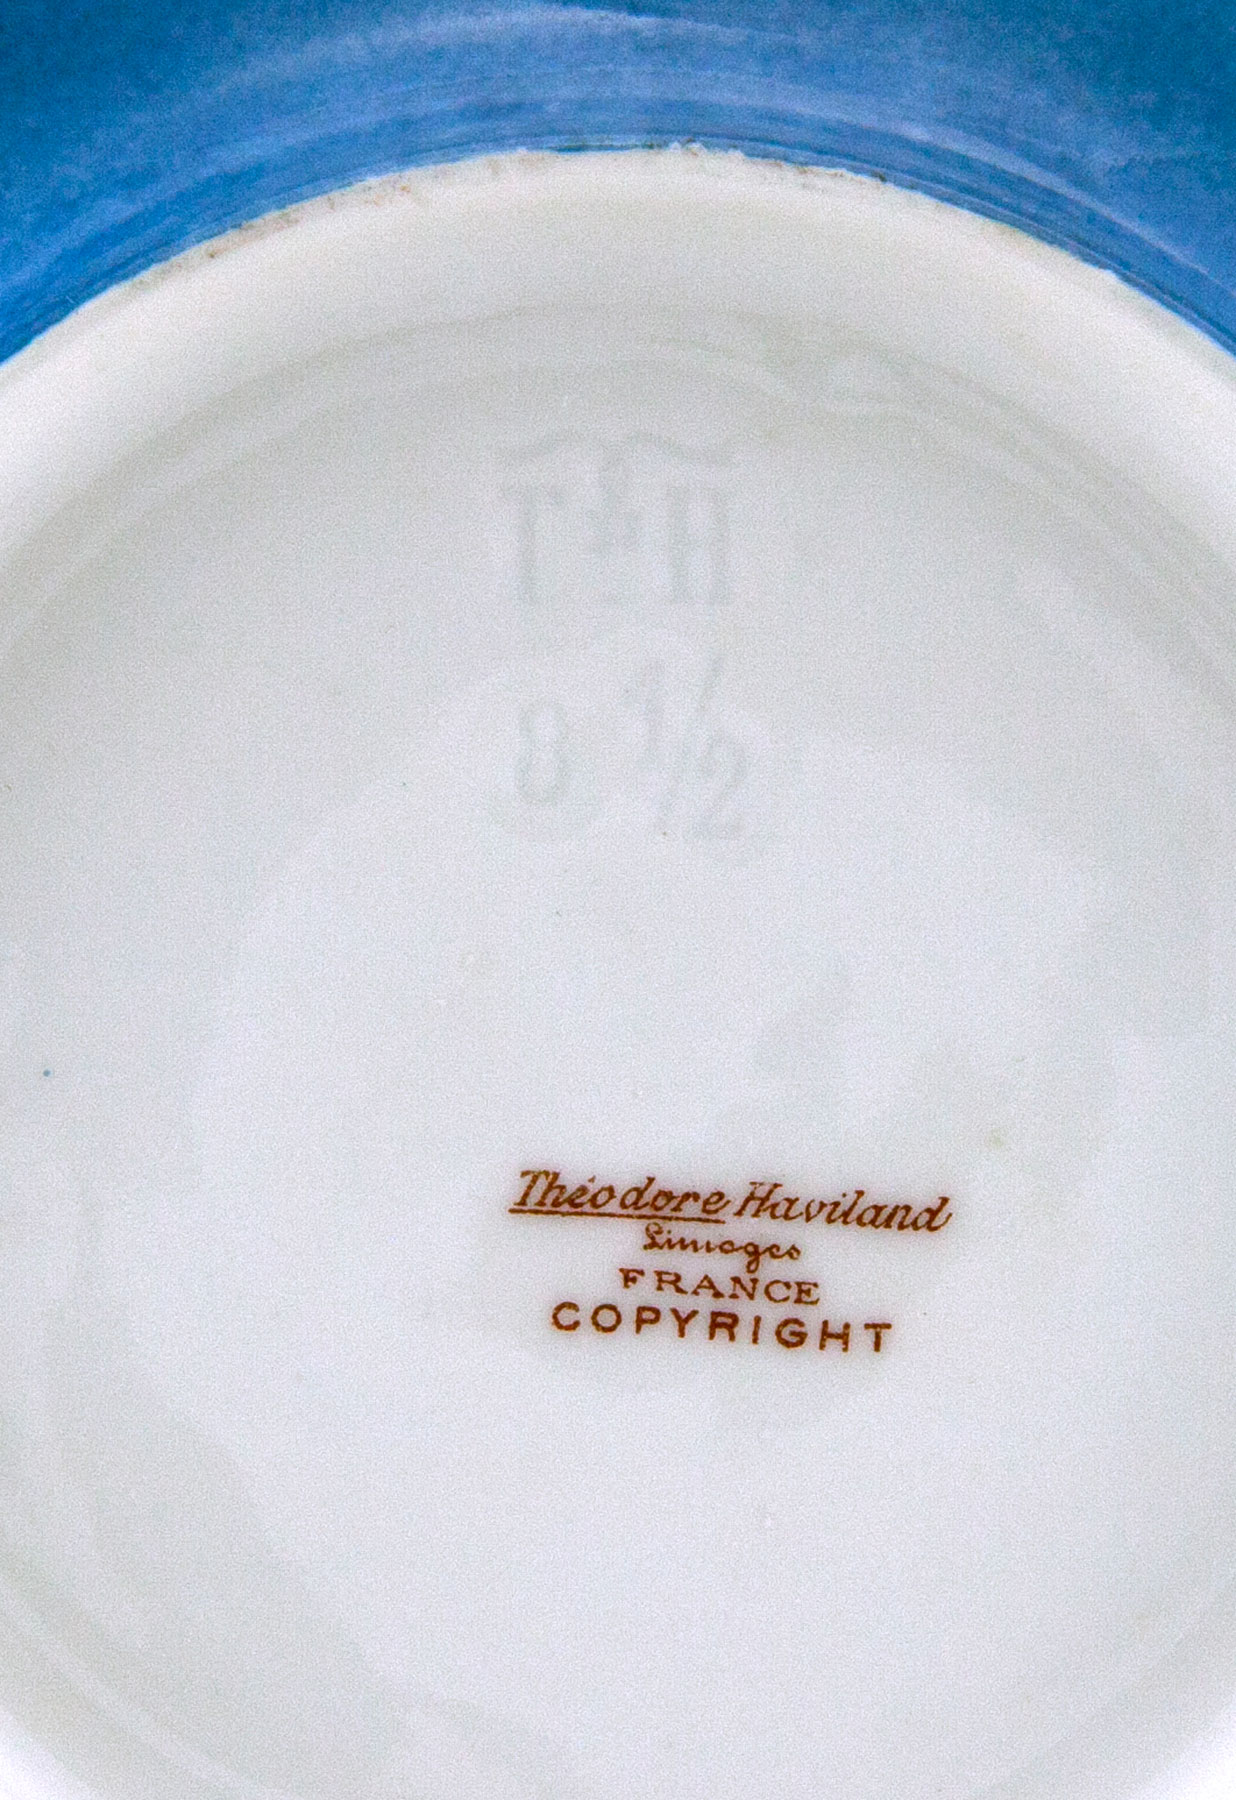 T H
8 1/2
Théodore Haviland
Limoges
FRANCE
COPYRIGHT